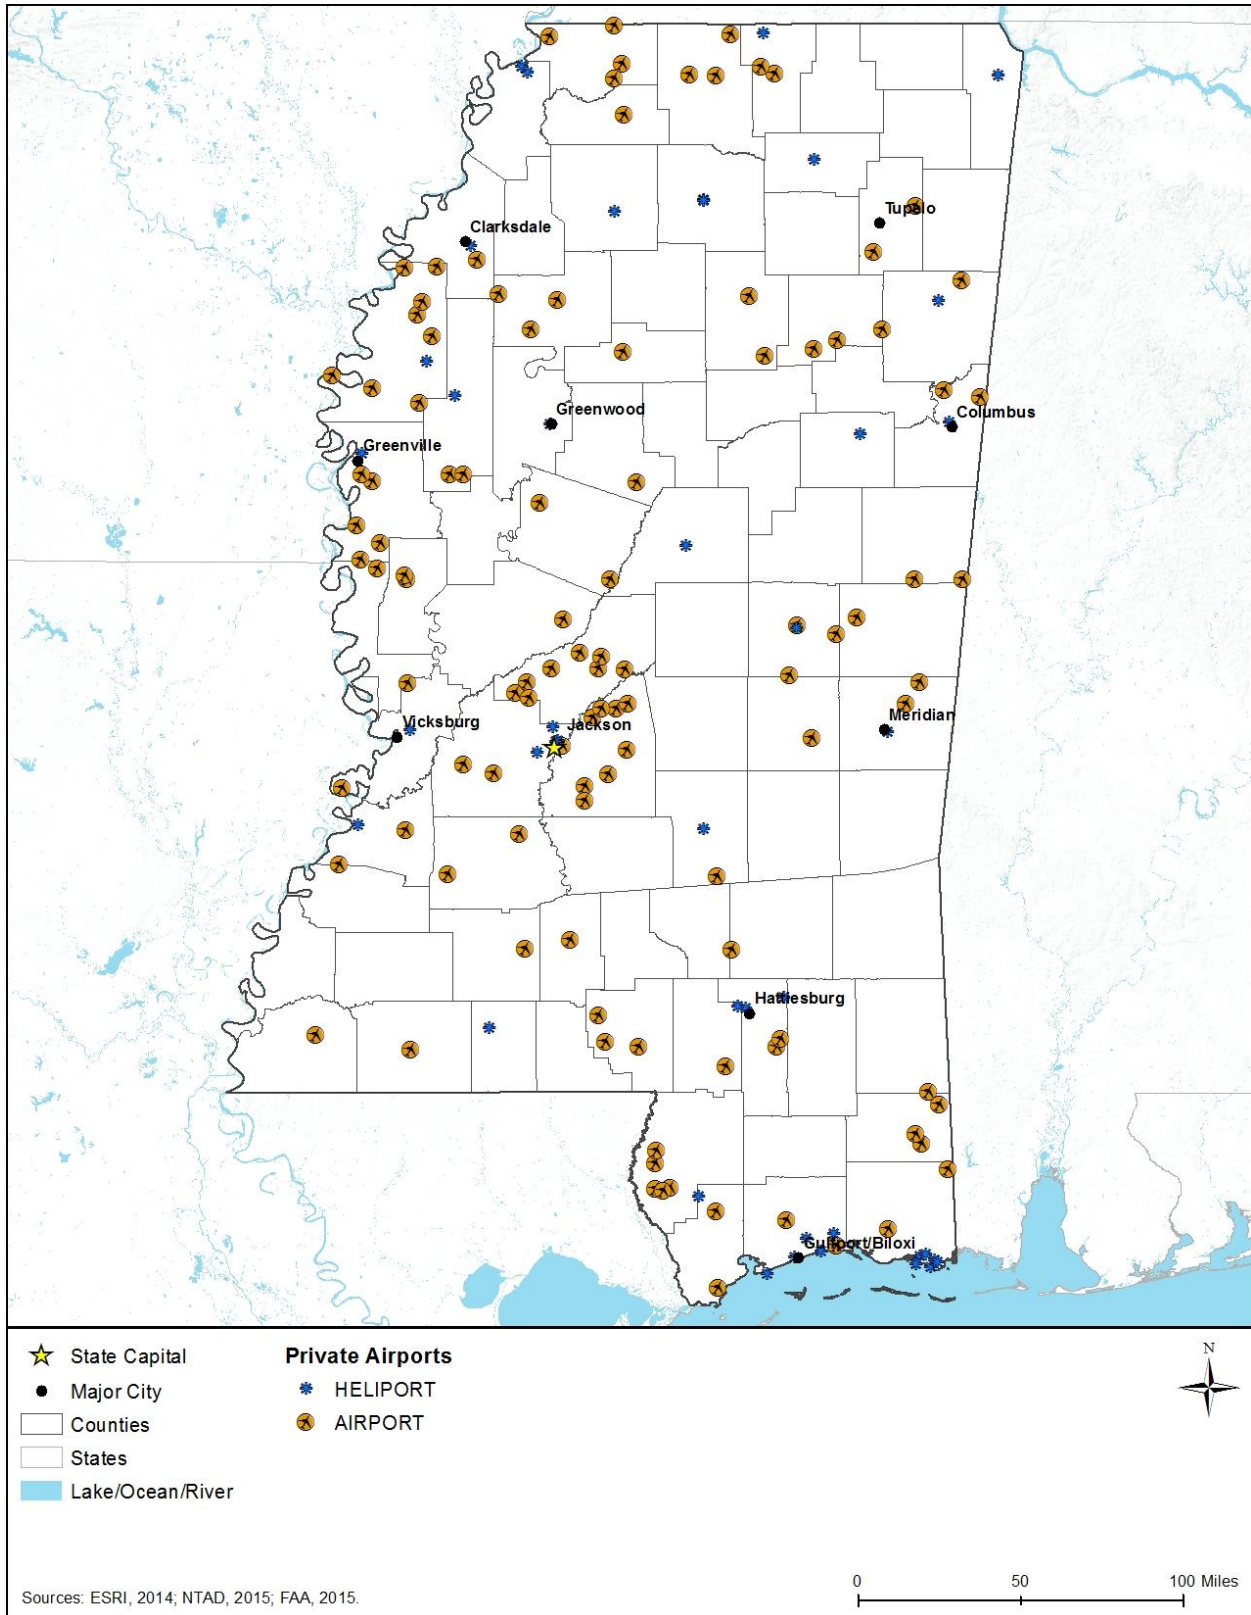 Tupelo
Clarksdale
Greenwood
Columbus
Greenville
Vicksburg
Jackson
Meridian
Hattiesburg
Gulfport/Biloxi
State Capital
Major City
Counties
States
Lake/Ocean/River
Private Airports
HELIPORT
AIRPORT
N
Sources: ESRI, 2014; NTAD, 2015; FAA, 2015.
0 50 100 Miles